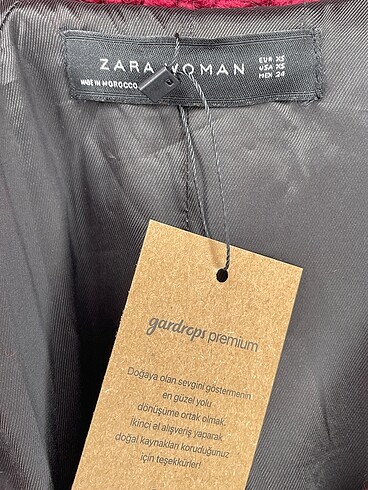 ZARA WOMAN
MADE IN MOROCCO
EUR XS
USA XS
MEX 24
gardrops premium
Doğaya olan sevgini göstermenin
en güzel yolu
dönüşüme ortak olmak.
İkinci el alışveriş yaparak
doğal kaynakları koruduğunuz
için teşekkürler!